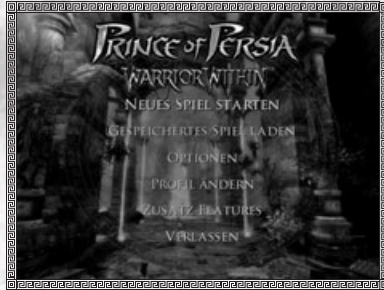 Prince of Persia
Warrior Within
Neues Spiel starten
Gespeichertes Spiel laden
Optionen
Profil ändern
Zusatz-Features
Verlassen